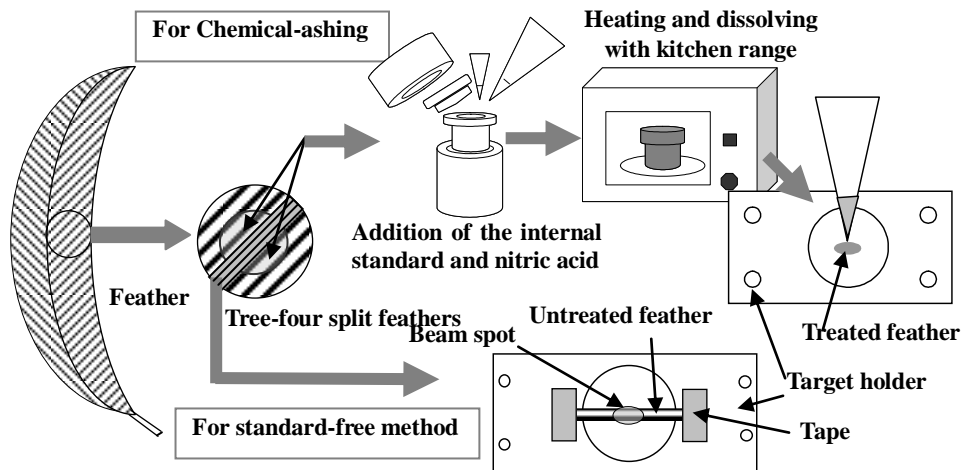 For Chemical-ashing
Heating and dissolving
with kitchen range
Addition of the internal
standard and nitric acid
Feather
Tree-four split feathers
Treated feather
Untreated feather
Beam spot
Target holder
Tape
For standard-free method